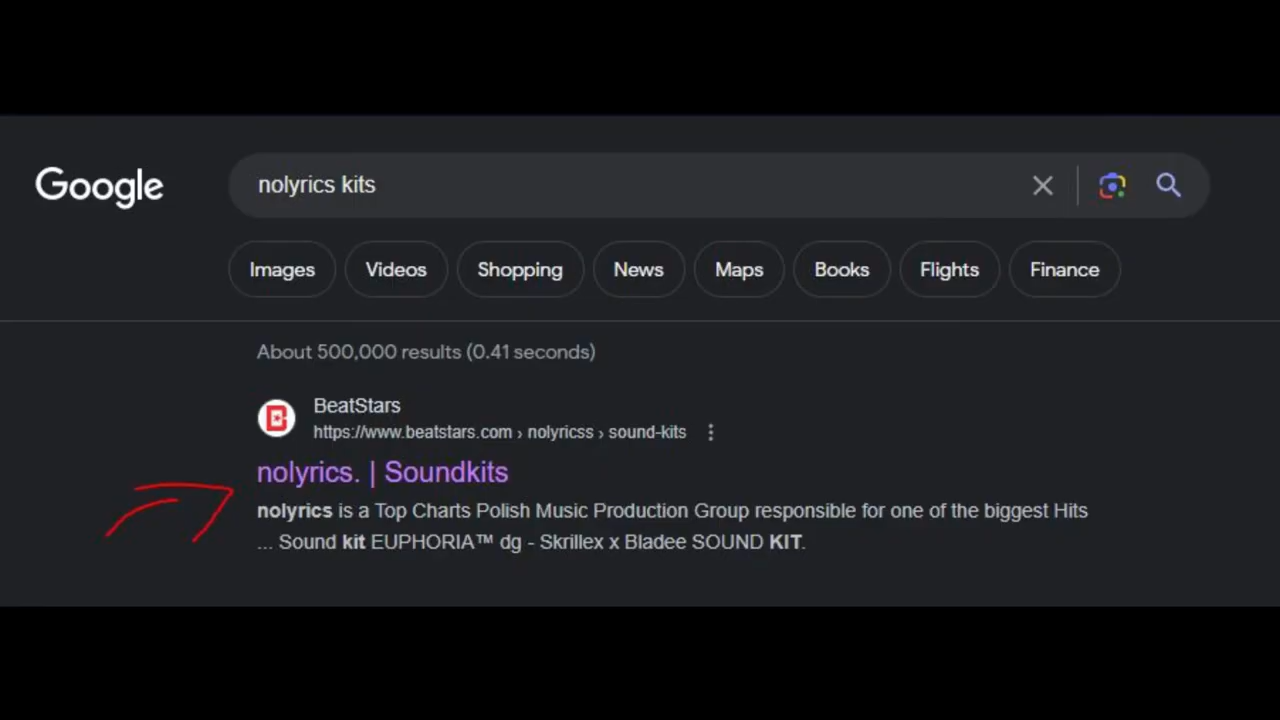 Google
nolyrics kits
Images Videos Shopping News Maps Books Flights Finance
About 500,000 results (0.41 seconds)
BeatStars
https://www.beatstars.com › nolyricss › sound-kits
nolyrics. | Soundkits
nolyrics is a Top Charts Polish Music Production Group responsible for one of the biggest Hits
... Sound kit EUPHORIA™ dg - Skrillex x Bladee SOUND KIT.